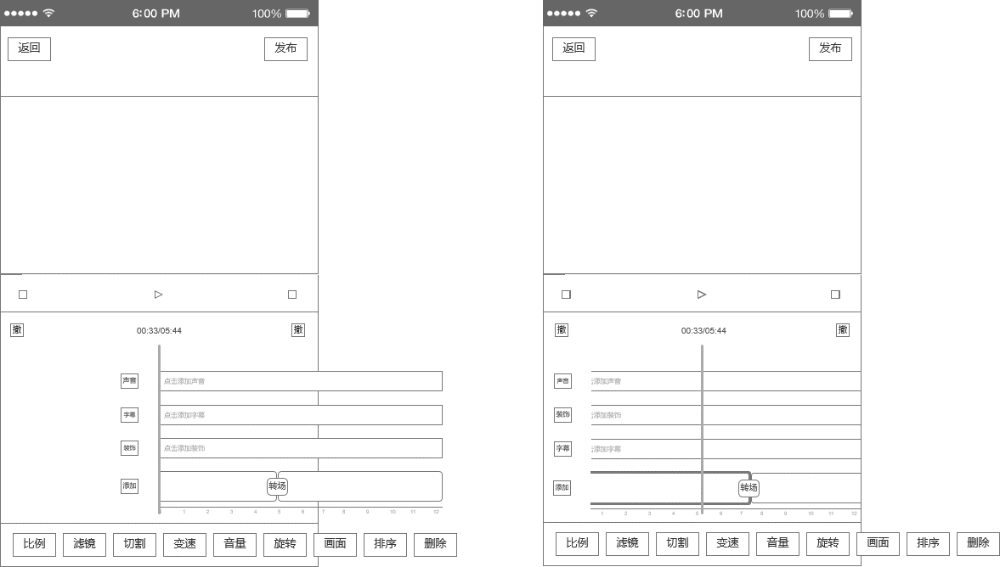 6:00 PM 100%
返回 发布
撤 00:33/05:44 撤
声音 点击添加声音
字幕 点击添加字幕
装饰 点击添加装饰
添加 转场
1 2 3 4 5 6 7 8 9 10 11 12
比例 滤镜 切割 变速 音量 旋转 画面 排序 删除
6:00 PM 100%
返回 发布
撤 00:33/05:44 撤
声音 添加声音
装饰 添加装饰
字幕 添加字幕
添加 转场
1 2 3 4 5 6 7 8 9 10 11 12
比例 滤镜 切割 变速 音量 旋转 画面 排序 删除